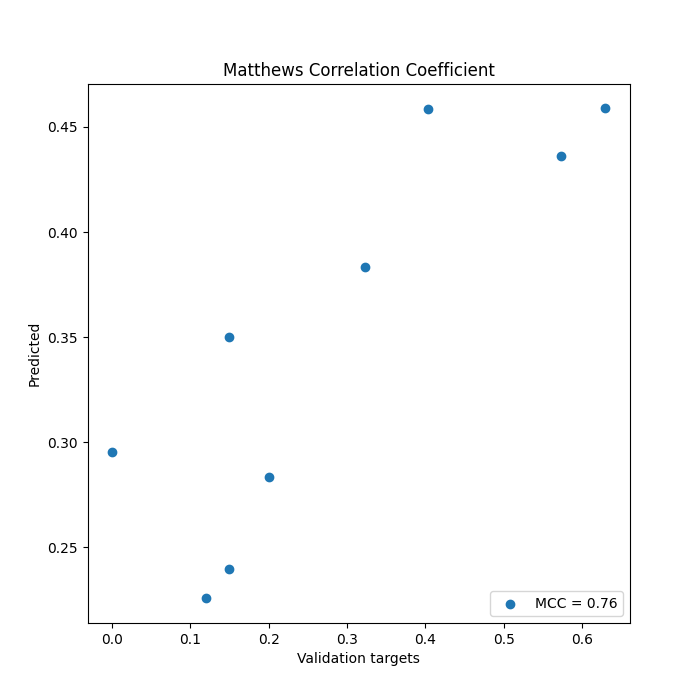 Matthews Correlation Coefficient
0.45
0.40
0.35
0.30
0.25
Predicted
MCC = 0.76
0.0 0.1 0.2 0.3 0.4 0.5 0.6
Validation targets